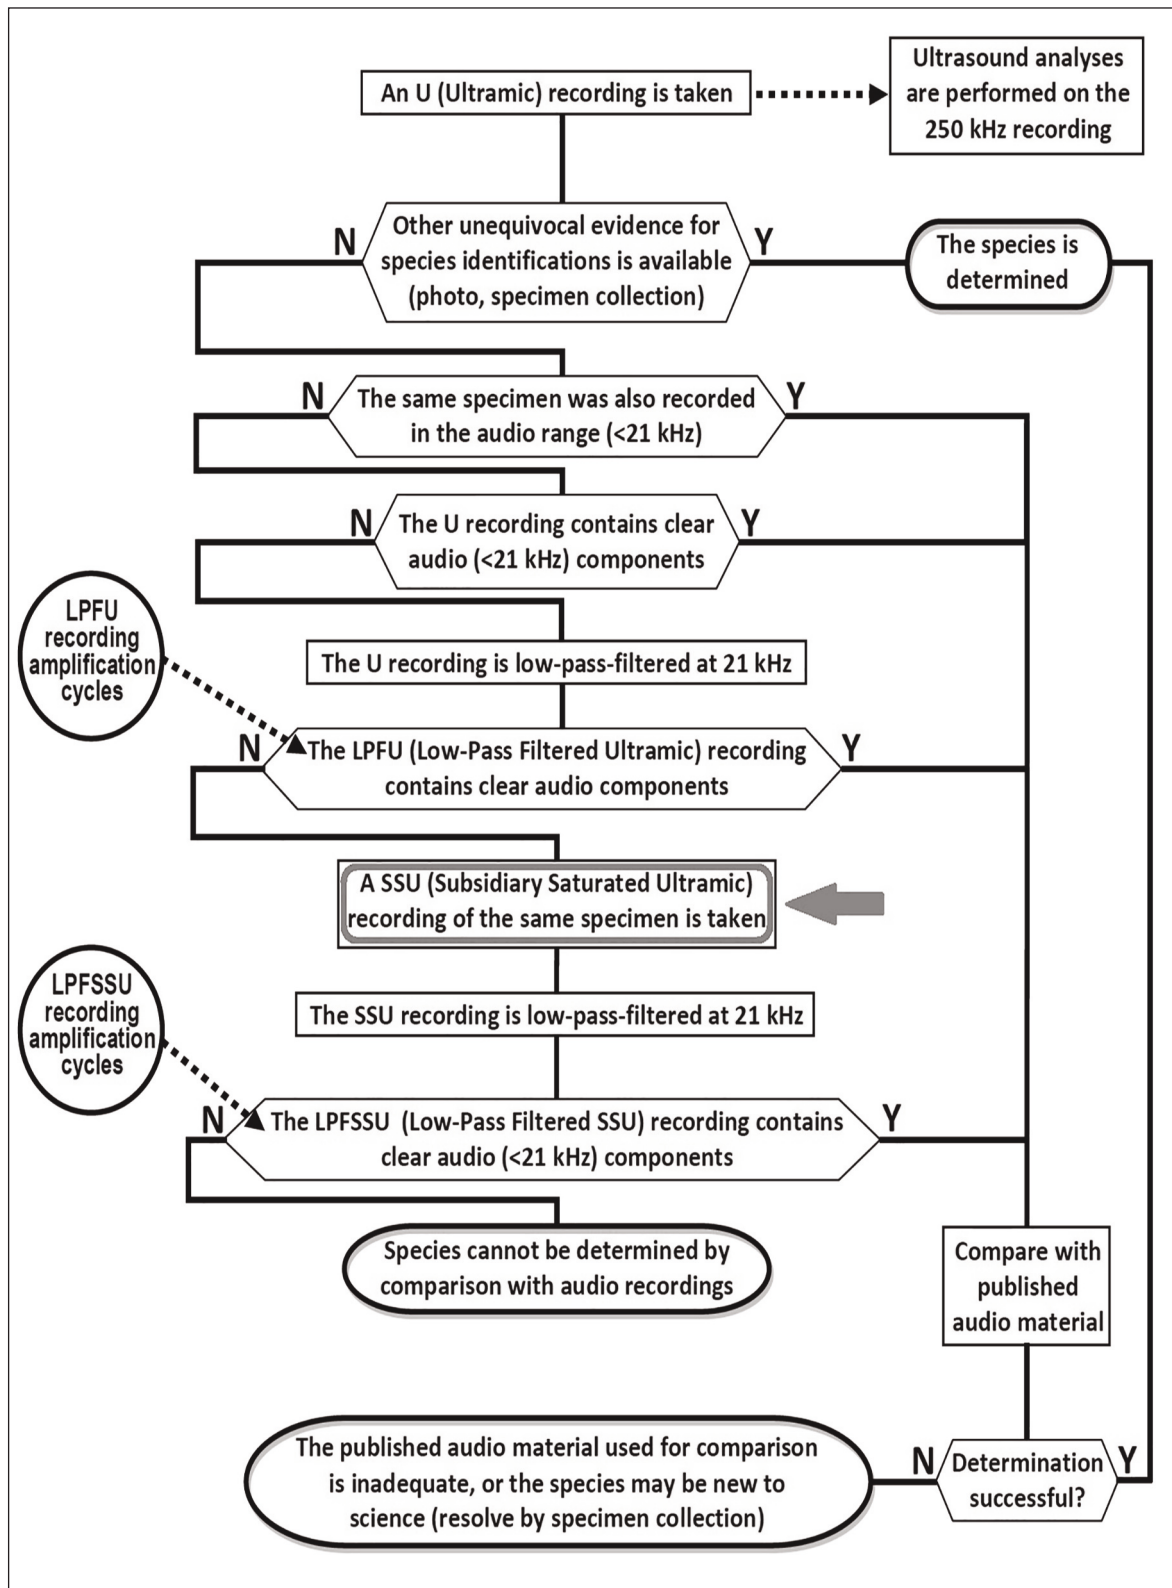 An U (Ultramic) recording is taken
Ultrasound analyses
are performed on the
250 kHz recording
Other unequivocal evidence for
species identifications is available
(photo, specimen collection)
N
Y
The species is
determined
The same specimen was also recorded
in the audio range (<21 kHz)
N
Y
The U recording contains clear
audio (<21 kHz) components
N
Y
LPFU
recording
amplification
cycles
The U recording is low-pass-filtered at 21 kHz
The LPFU (Low-Pass Filtered Ultramic) recording
contains clear audio components
N
Y
A SSU (Subsidiary Saturated Ultramic)
recording of the same specimen is taken
LPFSSU
recording
amplification
cycles
The SSU recording is low-pass-filtered at 21 kHz
The LPFSSU (Low-Pass Filtered SSU) recording contains
clear audio (<21 kHz) components
N
Y
Species cannot be determined by
comparison with audio recordings
Compare with
published
audio material
The published audio material used for comparison
is inadequate, or the species may be new to
science (resolve by specimen collection)
N
Determination
successful?
Y